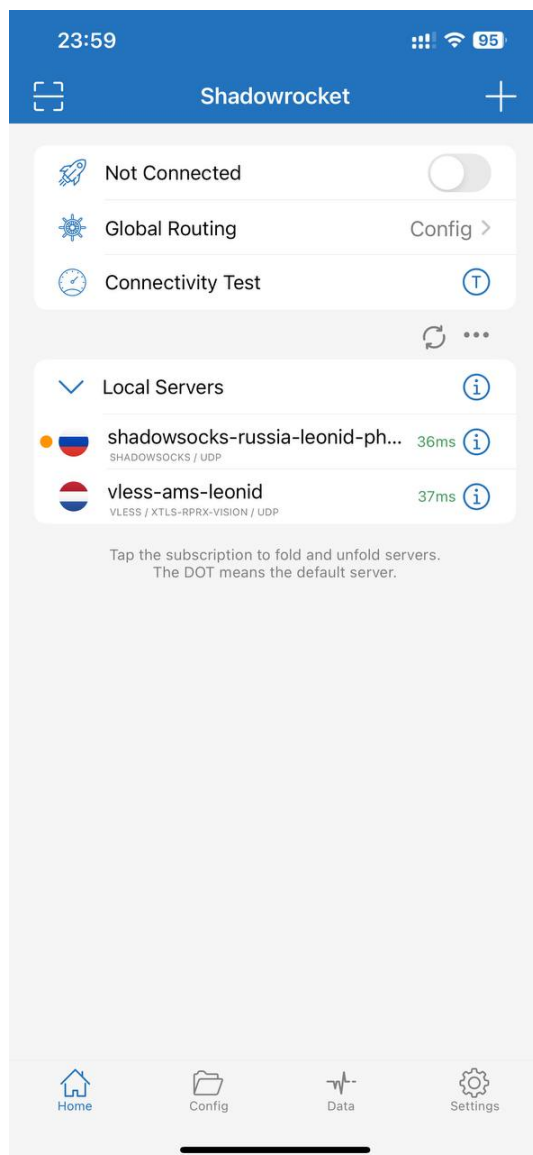 23:59
95
Shadowrocket
Not Connected
Global Routing Config
Connectivity Test T
Local Servers
shadowsocks-russia-leonid-ph... 36ms
SHADOWSOCKS / UDP
vless-ams-leonid 37ms
VLESS / XTLS-RPRX-VISION / UDP
Tap the subscription to fold and unfold servers.
The DOT means the default server.
Home Config Data Settings